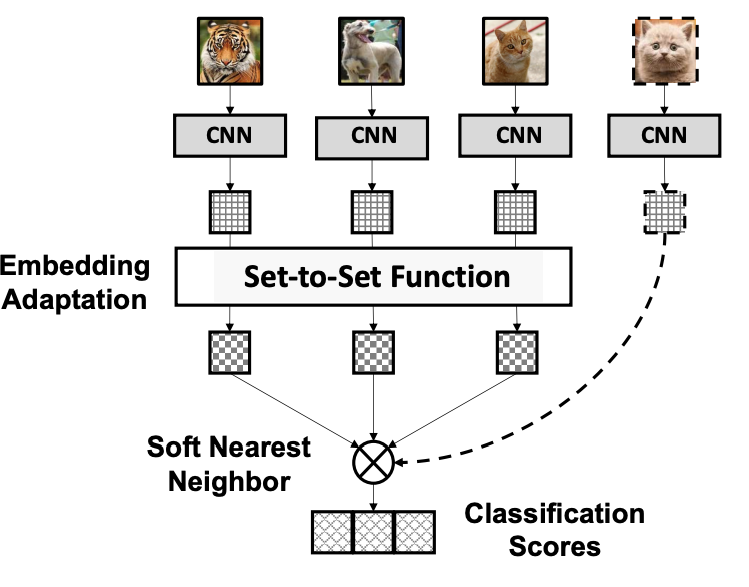 CNN
CNN
CNN
CNN
Embedding
Adaptation
Set-to-Set Function
Soft Nearest
Neighbor
Classification
Scores